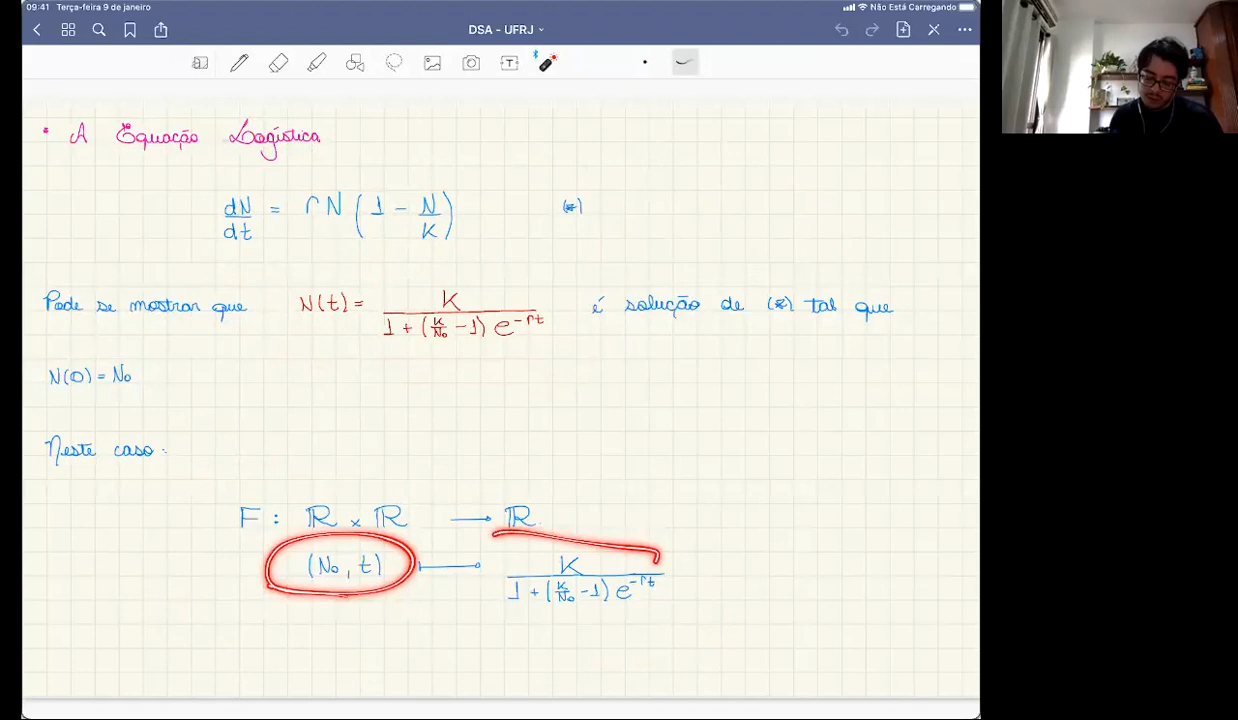 09:41 Terça-feira 9 de janeiro Não Está Carregando
DSA - UFRJ
• A Equação Logística
dN/dt = rN (1 - N/K) (*)
Pode se mostrar que N(t) = K / (1 + (K/N₀ - 1) e^{-rt}) é solução de (*) tal que
N(0) = N₀
Neste caso:
F : ℝ × ℝ → ℝ
(N₀, t) ↦ K / (1 + (K/N₀ - 1) e^{-rt})